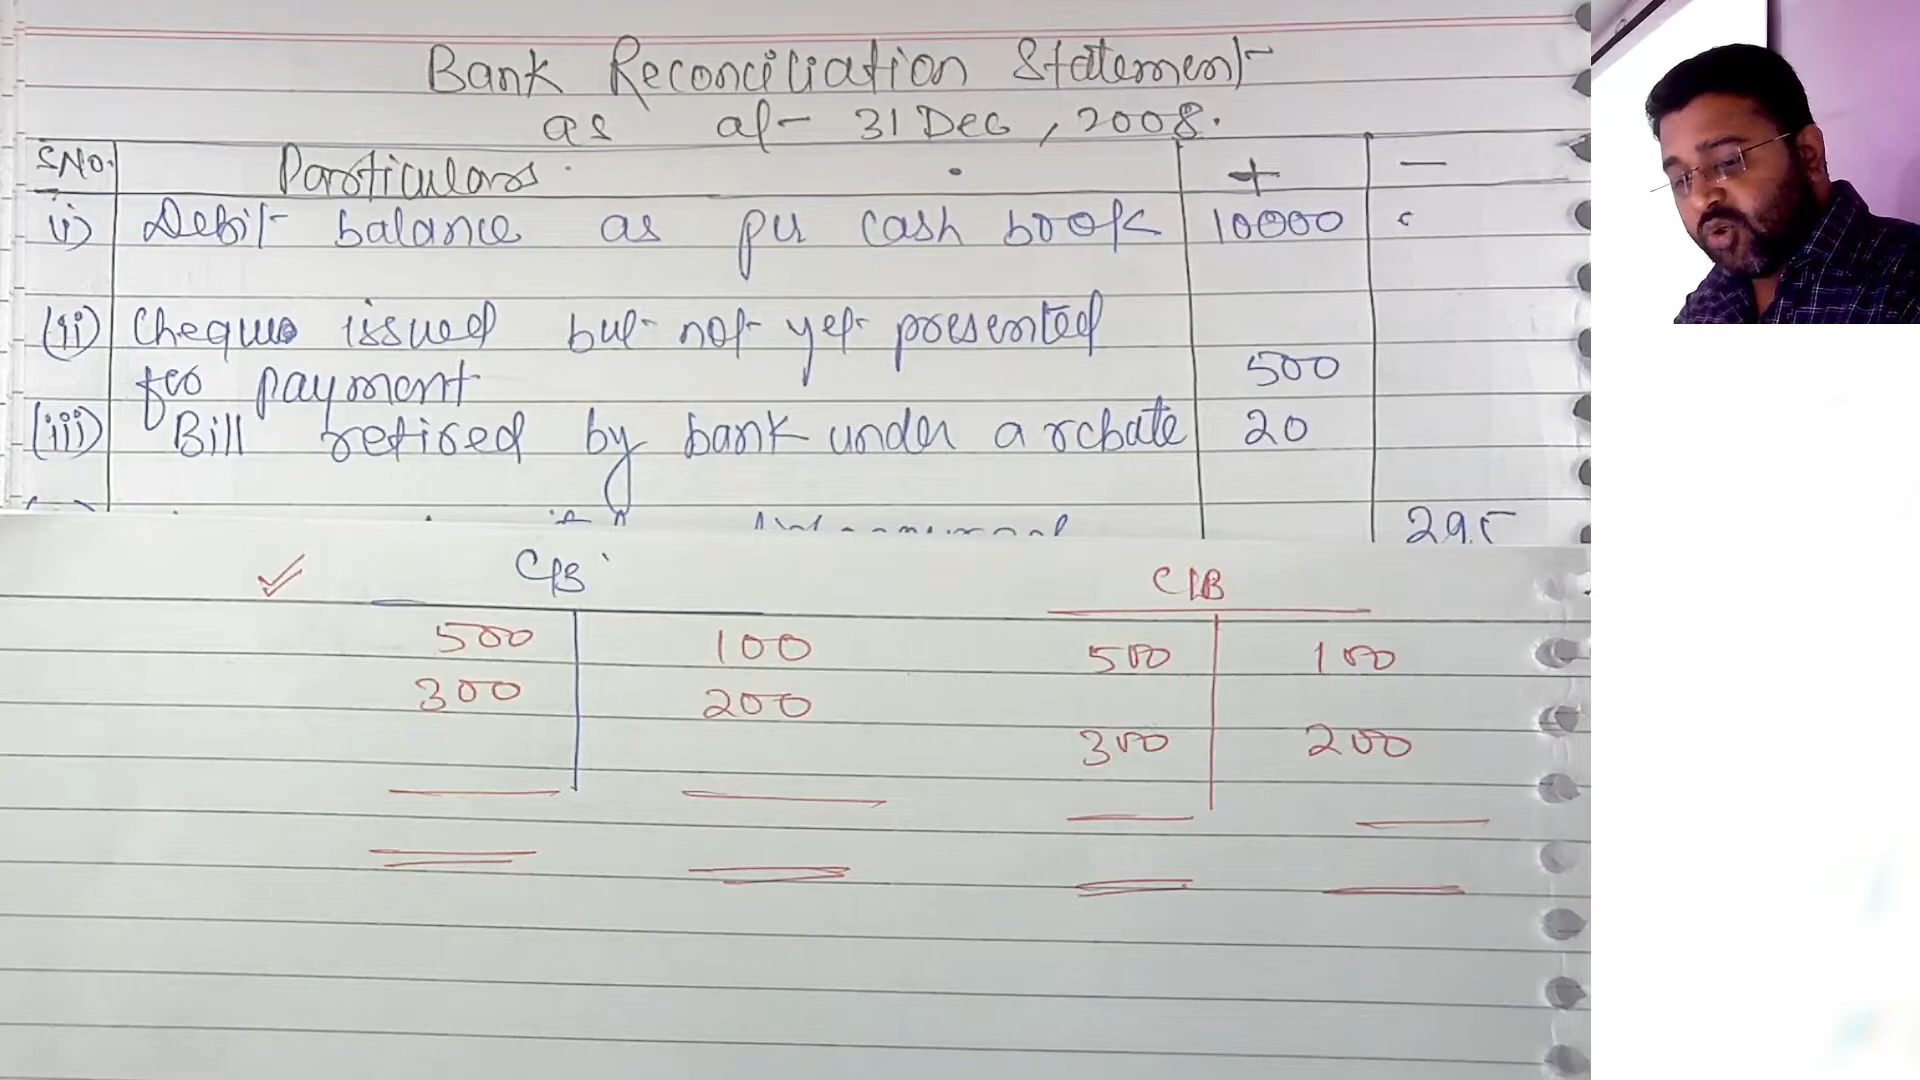 Bank Reconciliation Statement
as at 31 Dec, 2008.
S.No. Particulars + -
(i) Debit balance as per cash book 10000
(ii) Cheques issued but not yet presented
for payment 500
(iii) Bill retired by bank under a rebate 20
295
C/B C/B
500 100 500 100
300 200
300 200